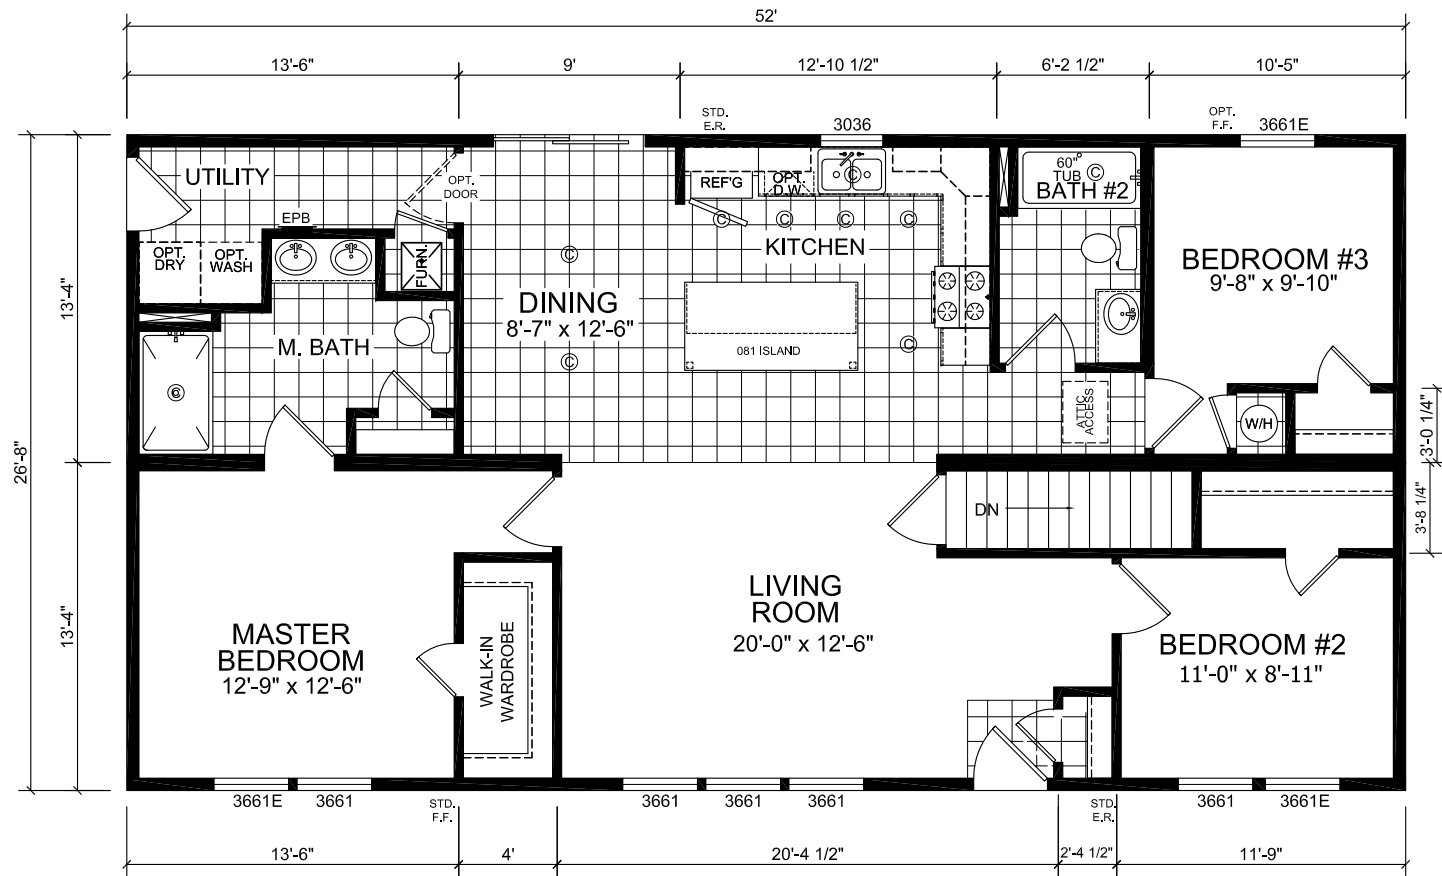 52'
13'-6"
9'
12'-10 1/2"
6'-2 1/2"
10'-5"
STD.
E.R.
3036
OPT.
F.F.
3661E
UTILITY
OPT.
DOOR
EPB
OPT.
DRY
OPT.
WASH
FURN.
REF'G
OPT.
D.W.
C
C
C
C
C
KITCHEN
60"
TUB
C
BATH #2
BEDROOM #3
9'-8" x 9'-10"
C
DINING
8'-7" x 12'-6"
C
081 ISLAND
C
M. BATH
C
ATTIC
ACCESS
W/H
13'-4"
26'-8"
13'-4"
3'-0 1/4"
3'-8 1/4"
DN
LIVING
ROOM
20'-0" x 12'-6"
MASTER
BEDROOM
12'-9" x 12'-6"
WALK-IN
WARDROBE
BEDROOM #2
11'-0" x 8'-11"
3661E
3661
STD.
F.F.
3661
3661
3661
STD.
E.R.
3661
3661E
13'-6"
4'
20'-4 1/2"
2'-4 1/2"
11'-9"